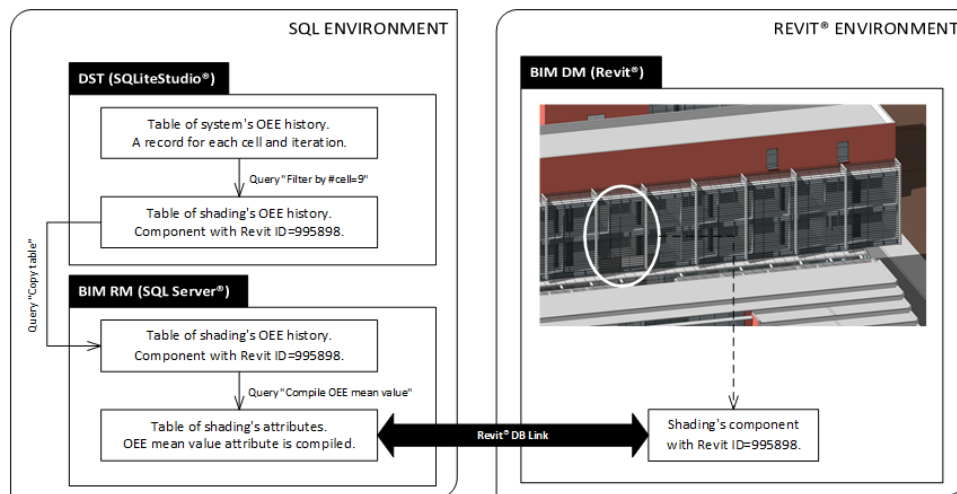 SQL ENVIRONMENT
DST (SQLiteStudio®)
Table of system's OEE history.
A record for each cell and iteration.
Query "Filter by #cell=9"
Table of shading's OEE history.
Component with Revit ID=995898.
Query "Copy table"
BIM RM (SQL Server®)
Table of shading's OEE history.
Component with Revit ID=995898.
Query "Compile OEE mean value"
Table of shading's attributes.
OEE mean value attribute is compiled.
Revit® DB Link
REVIT® ENVIRONMENT
BIM DM (Revit®)
Shading's component
with Revit ID=995898.